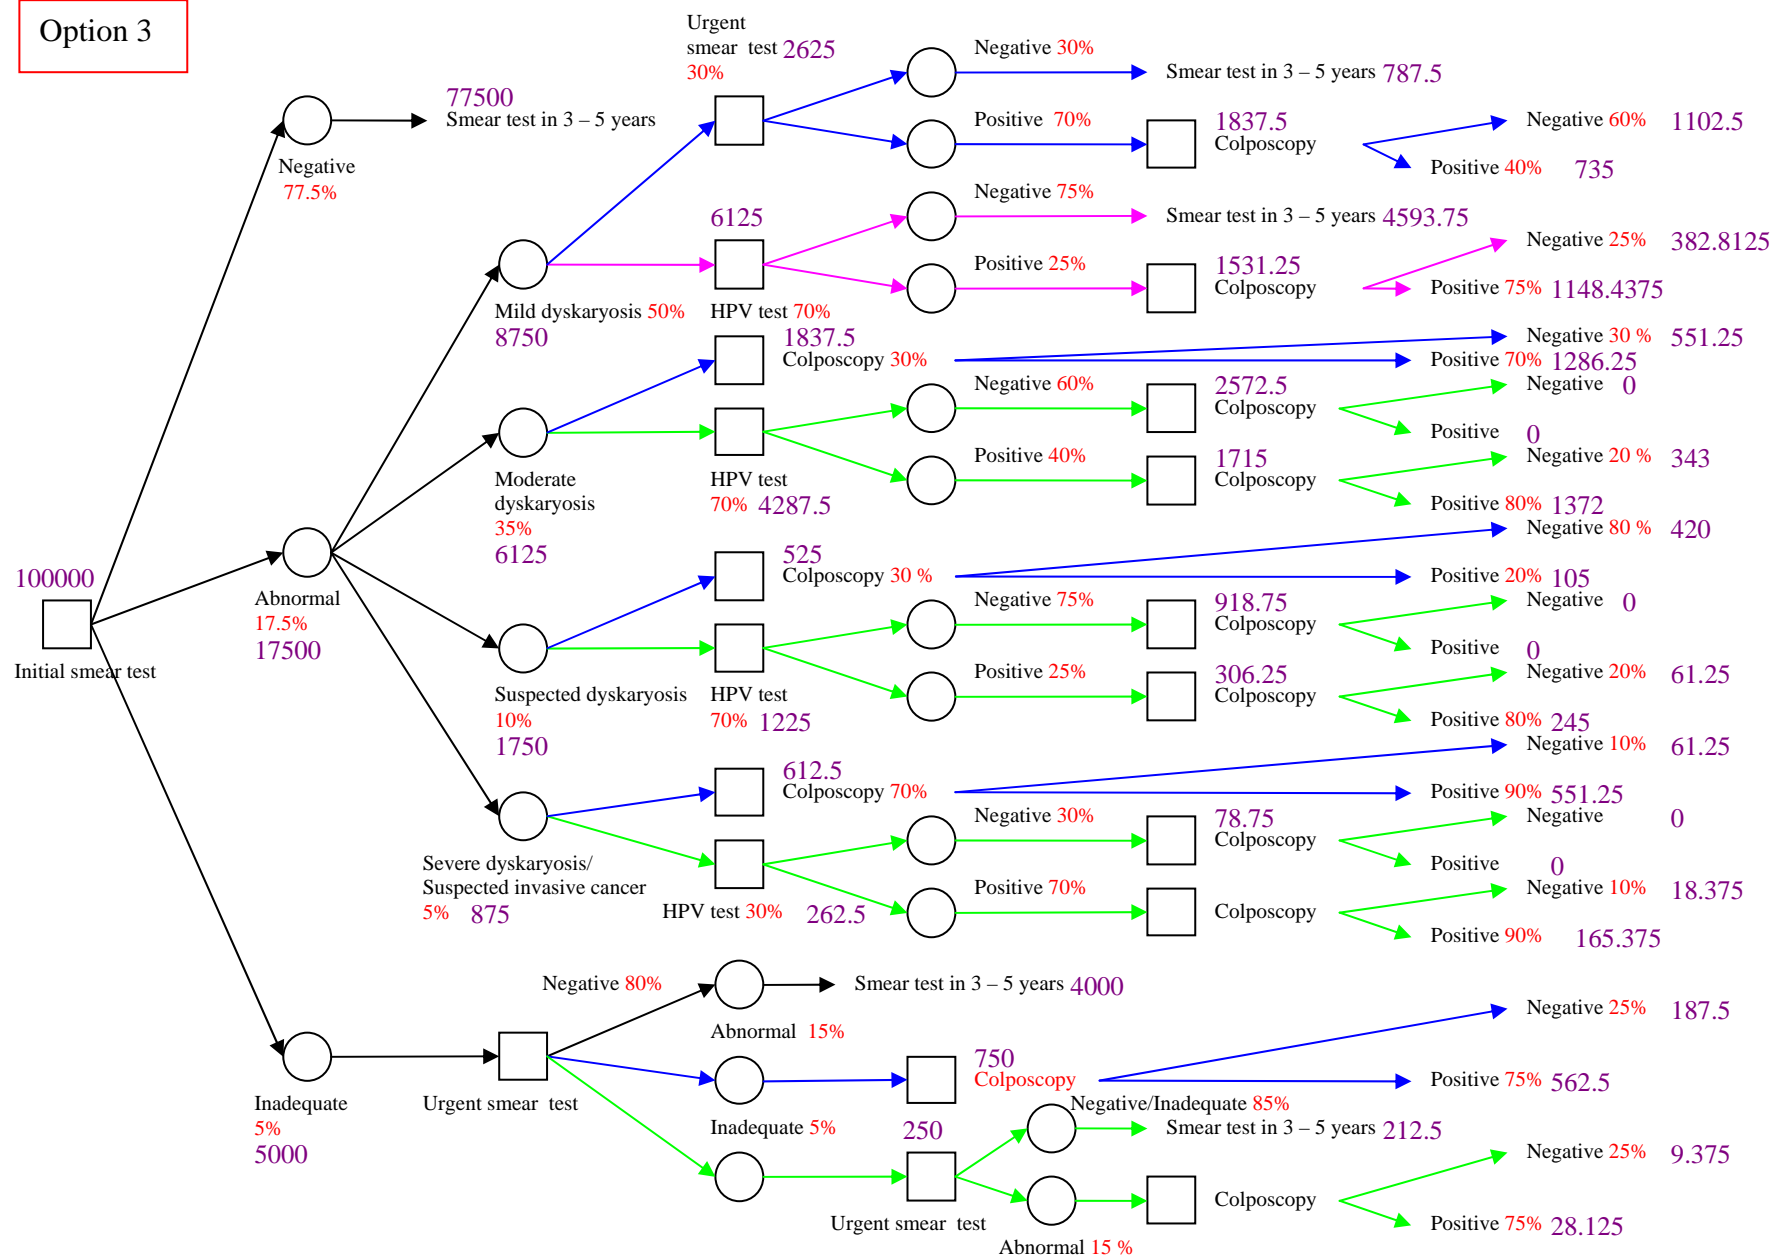 Option 3
Urgent
smear test 2625
30%
Negative 30%
Smear test in 3 – 5 years 787.5
77500
Smear test in 3 – 5 years
Negative
77.5%
Positive 70%
1837.5
Colposcopy
Negative 60% 1102.5
Positive 40% 735
Negative 75%
Smear test in 3 – 5 years 4593.75
6125
Positive 25%
1531.25
Colposcopy
Negative 25% 382.8125
Positive 75% 1148.4375
Mild dyskaryosis 50%
8750
HPV test 70%
1837.5
Colposcopy 30%
Negative 30 % 551.25
Positive 70% 1286.25
Negative 60%
2572.5
Colposcopy
Negative 0
Positive 0
Positive 40%
1715
Colposcopy
Negative 20 % 343
Positive 80% 1372
Moderate
dyskaryosis
35%
6125
HPV test
70% 4287.5
525
Colposcopy 30 %
Negative 80 % 420
Positive 20% 105
Negative 75%
918.75
Colposcopy
Negative 0
Positive 0
100000
Initial smear test
Abnormal
17.5%
17500
Positive 25%
306.25
Colposcopy
Negative 20% 61.25
Positive 80% 245
Suspected dyskaryosis
10%
1750
HPV test
70% 1225
612.5
Colposcopy 70%
Negative 10% 61.25
Positive 90% 551.25
Negative 30%
78.75
Colposcopy
Negative 0
Positive 0
Severe dyskaryosis/
Suspected invasive cancer
5% 875
HPV test 30% 262.5
Positive 70%
Colposcopy
Negative 10% 18.375
Positive 90% 165.375
Negative 80%
Smear test in 3 – 5 years 4000
Abnormal 15%
750
Colposcopy
Negative 25% 187.5
Positive 75% 562.5
Inadequate
5%
5000
Urgent smear test
Inadequate 5%
250
Negative/Inadequate 85%
Smear test in 3 – 5 years 212.5
Urgent smear test
Abnormal 15 %
Colposcopy
Negative 25% 9.375
Positive 75% 28.125